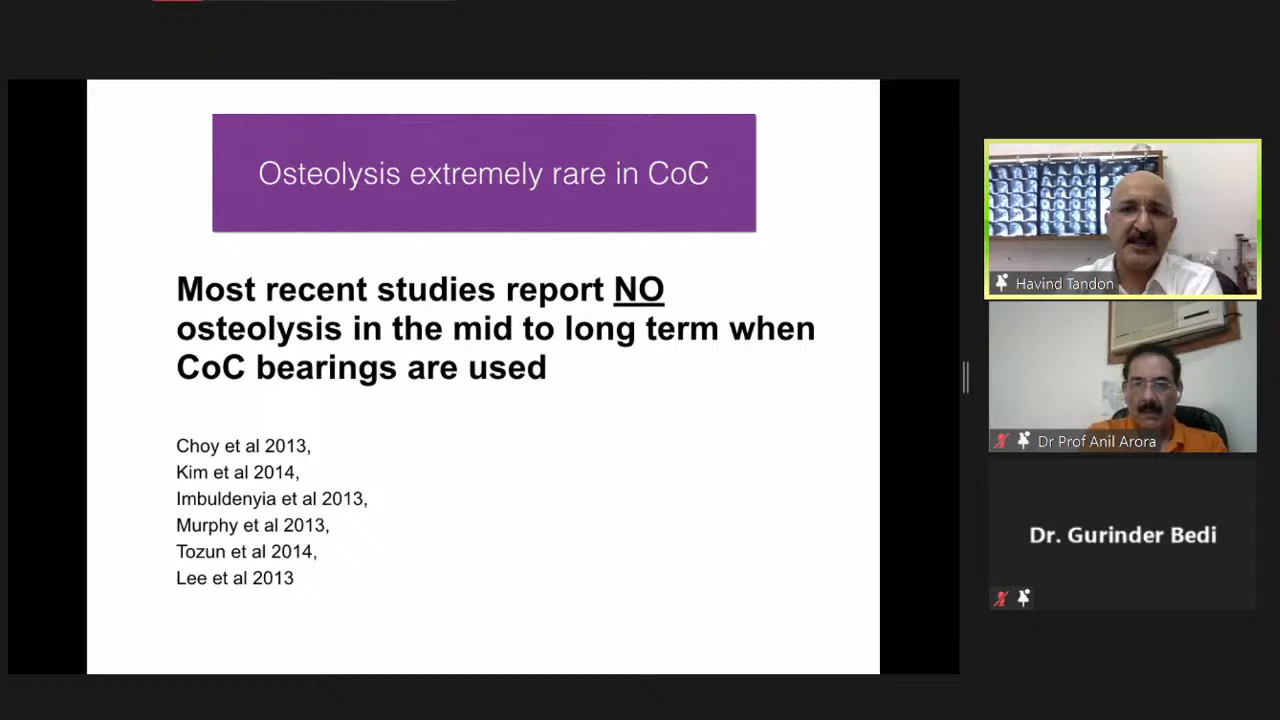 Osteolysis extremely rare in CoC
Most recent studies report NO
osteolysis in the mid to long term when
CoC bearings are used
Choy et al 2013,
Kim et al 2014,
Imbuldenyia et al 2013,
Murphy et al 2013,
Tozun et al 2014,
Lee et al 2013
Havind Tandon
Dr Prof Anil Arora
Dr. Gurinder Bedi